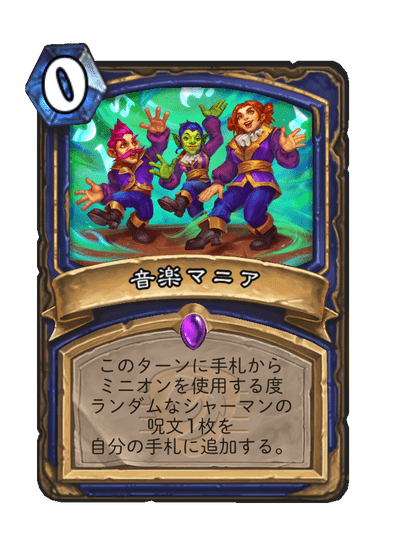 0
音楽マニア
このターンに手札から
ミニオンを使用する度
ランダムなシャーマンの
呪文1枚を
自分の手札に追加する。